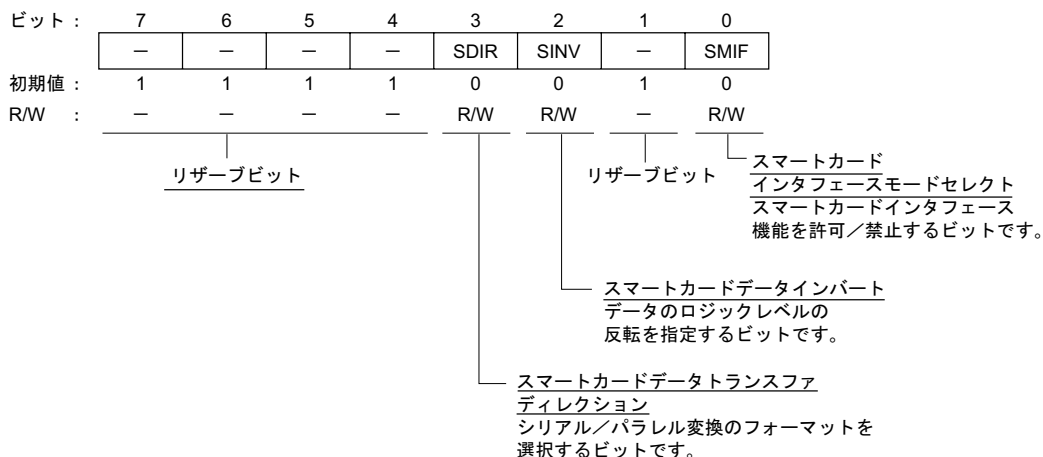 ビット : 7 6 5 4 3 2 1 0
— — — — SDIR SINV — SMIF
初期値 : 1 1 1 1 0 0 1 0
R/W : — — — — R/W R/W — R/W
リザーブビット
リザーブビット
スマートカード
インタフェースモードセレクト
スマートカードインタフェース
機能を許可／禁止するビットです。
スマートカードデータインバート
データのロジックレベルの
反転を指定するビットです。
スマートカードデータトランスファ
ディレクション
シリアル／パラレル変換のフォーマットを
選択するビットです。